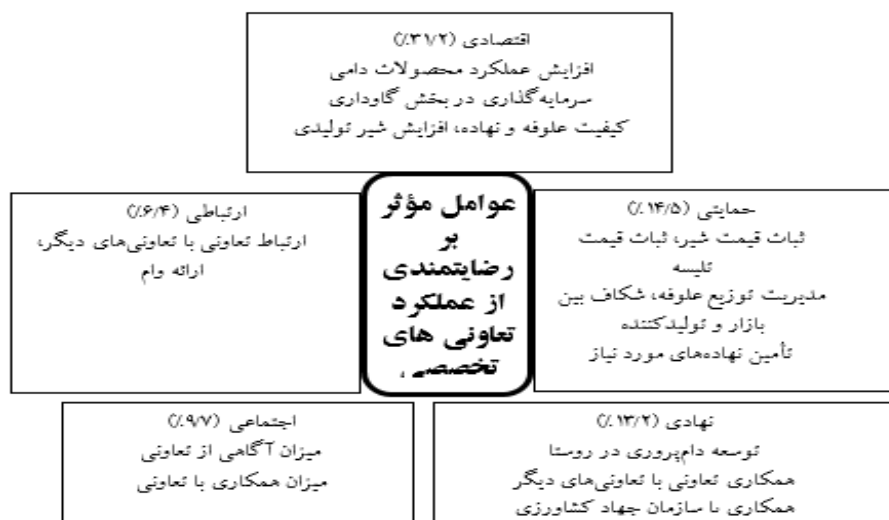 اقتصادی (۳۱/۲٪)
افزایش عملکرد محصولات دامی
سرمایه‌گذاری در بخش گاوداری
کیفیت علوفه و نهاده، افزایش شیر تولیدی
حمایتی (۱۴/۵٪)
ثبات قیمت شیر، ثبات قیمت
تلیسه
مدیریت توزیع علوفه، شکاف بین
بازار و تولیدکننده
تأمین نهاده‌های مورد نیاز
عوامل مؤثر
بر
رضایتمندی
از عملکرد
تعاونی های
تخصصی
ارتباطی (۶/۴٪)
ارتباط تعاونی با تعاونی‌های دیگر،
ارائه وام
نهادی (۱۳/۲٪)
توسعه دام‌پروری در روستا
همکاری تعاونی با تعاونی‌های دیگر
همکاری با سازمان جهاد کشاورزی
اجتماعی (۹/۷٪)
میزان آگاهی از تعاونی
میزان همکاری با تعاونی